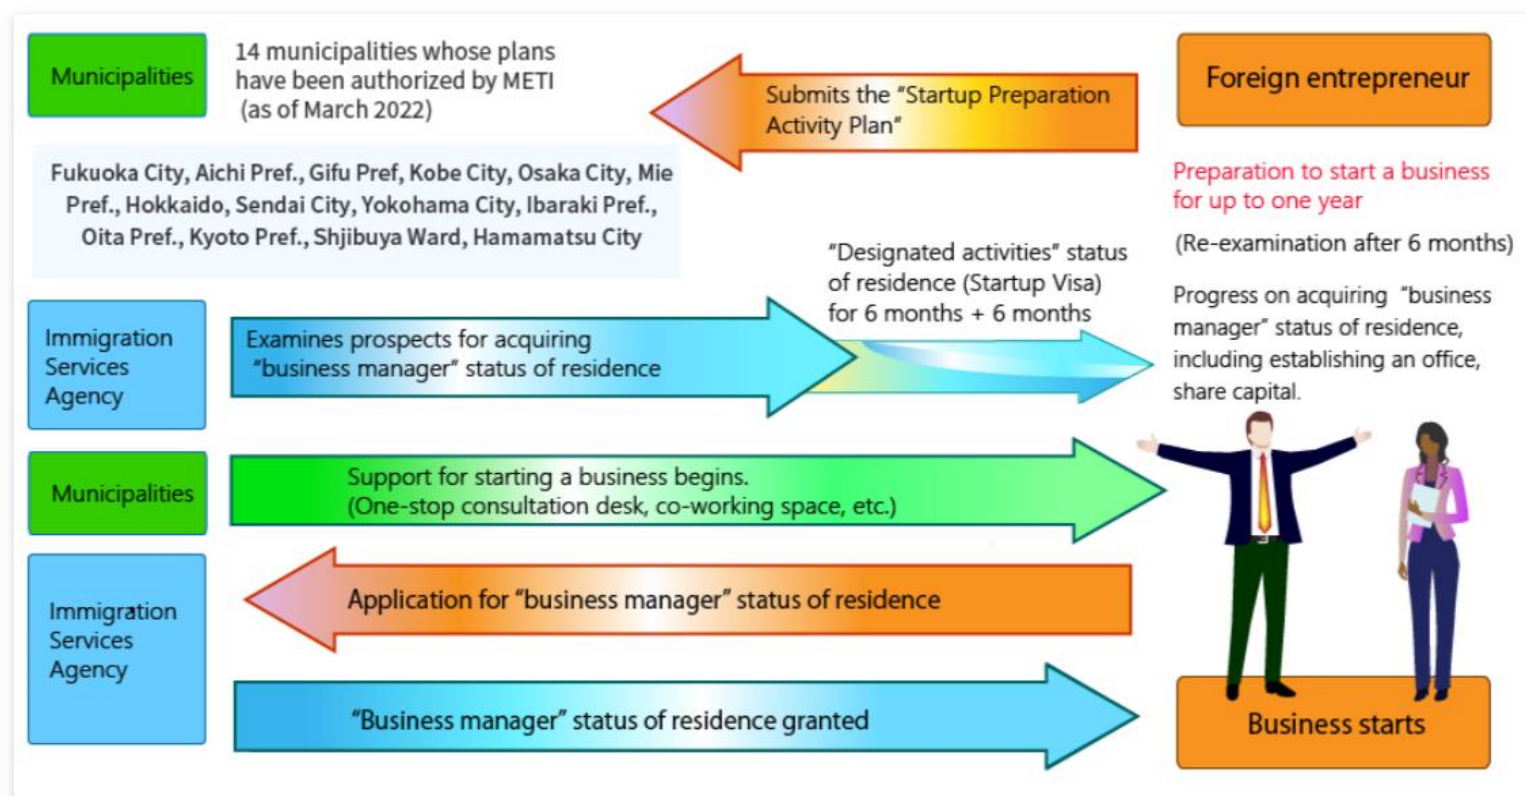 Municipalities
14 municipalities whose plans
have been authorized by METI
(as of March 2022)
Submits the "Startup Preparation
Activity Plan"
Foreign entrepreneur
Fukuoka City, Aichi Pref., Gifu Pref, Kobe City, Osaka City, Mie
Pref., Hokkaido, Sendai City, Yokohama City, Ibaraki Pref.,
Oita Pref., Kyoto Pref., Shjibuya Ward, Hamamatsu City
Preparation to start a business
for up to one year
(Re-examination after 6 months)
"Designated activities" status
of residence (Startup Visa)
for 6 months + 6 months
Progress on acquiring "business
manager" status of residence,
including establishing an office,
share capital.
Immigration
Services
Agency
Examines prospects for acquiring
"business manager" status of residence
Municipalities
Support for starting a business begins.
(One-stop consultation desk, co-working space, etc.)
Immigration
Services
Agency
Application for "business manager" status of residence
"Business manager" status of residence granted
Business starts